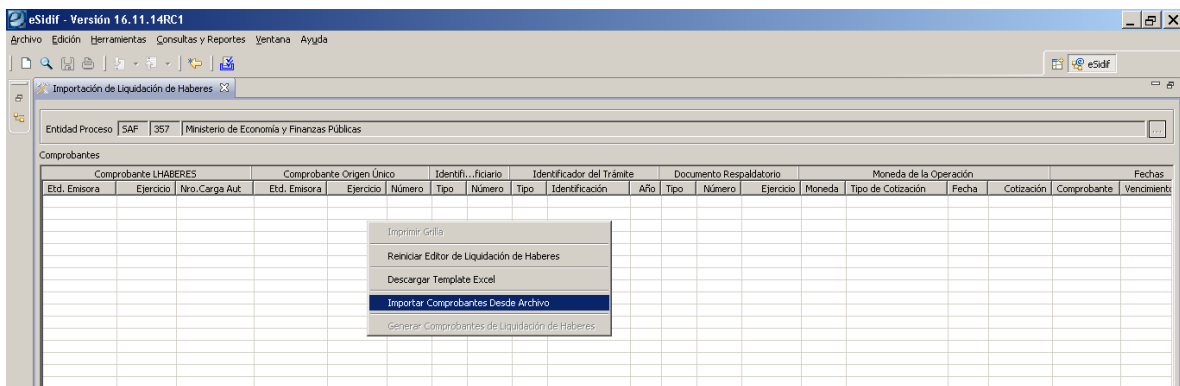 eSidif - Versión 16.11.14RC1
Archivo Edición Herramientas Consultas y Reportes Ventana Ayuda
eSidif
Importación de Liquidación de Haberes
Entidad Proceso SAF 357 Ministerio de Economía y Finanzas Públicas ...
Comprobantes
Comprobante LHABERES Comprobante Origen Único Identifi...ficiario Identificador del Trámite Documento Respaldatorio Moneda de la Operación Fechas
Etd. Emisora Ejercicio Nro.Carga Aut Etd. Emisora Ejercicio Número Tipo Número Tipo Identificación Año Tipo Número Ejercicio Moneda Tipo de Cotización Fecha Cotización Comprobante Vencimiento
Imprimir Grilla
Reiniciar Editor de Liquidación de Haberes
Descargar Template Excel
Importar Comprobantes Desde Archivo
Generar Comprobantes de Liquidación de Haberes